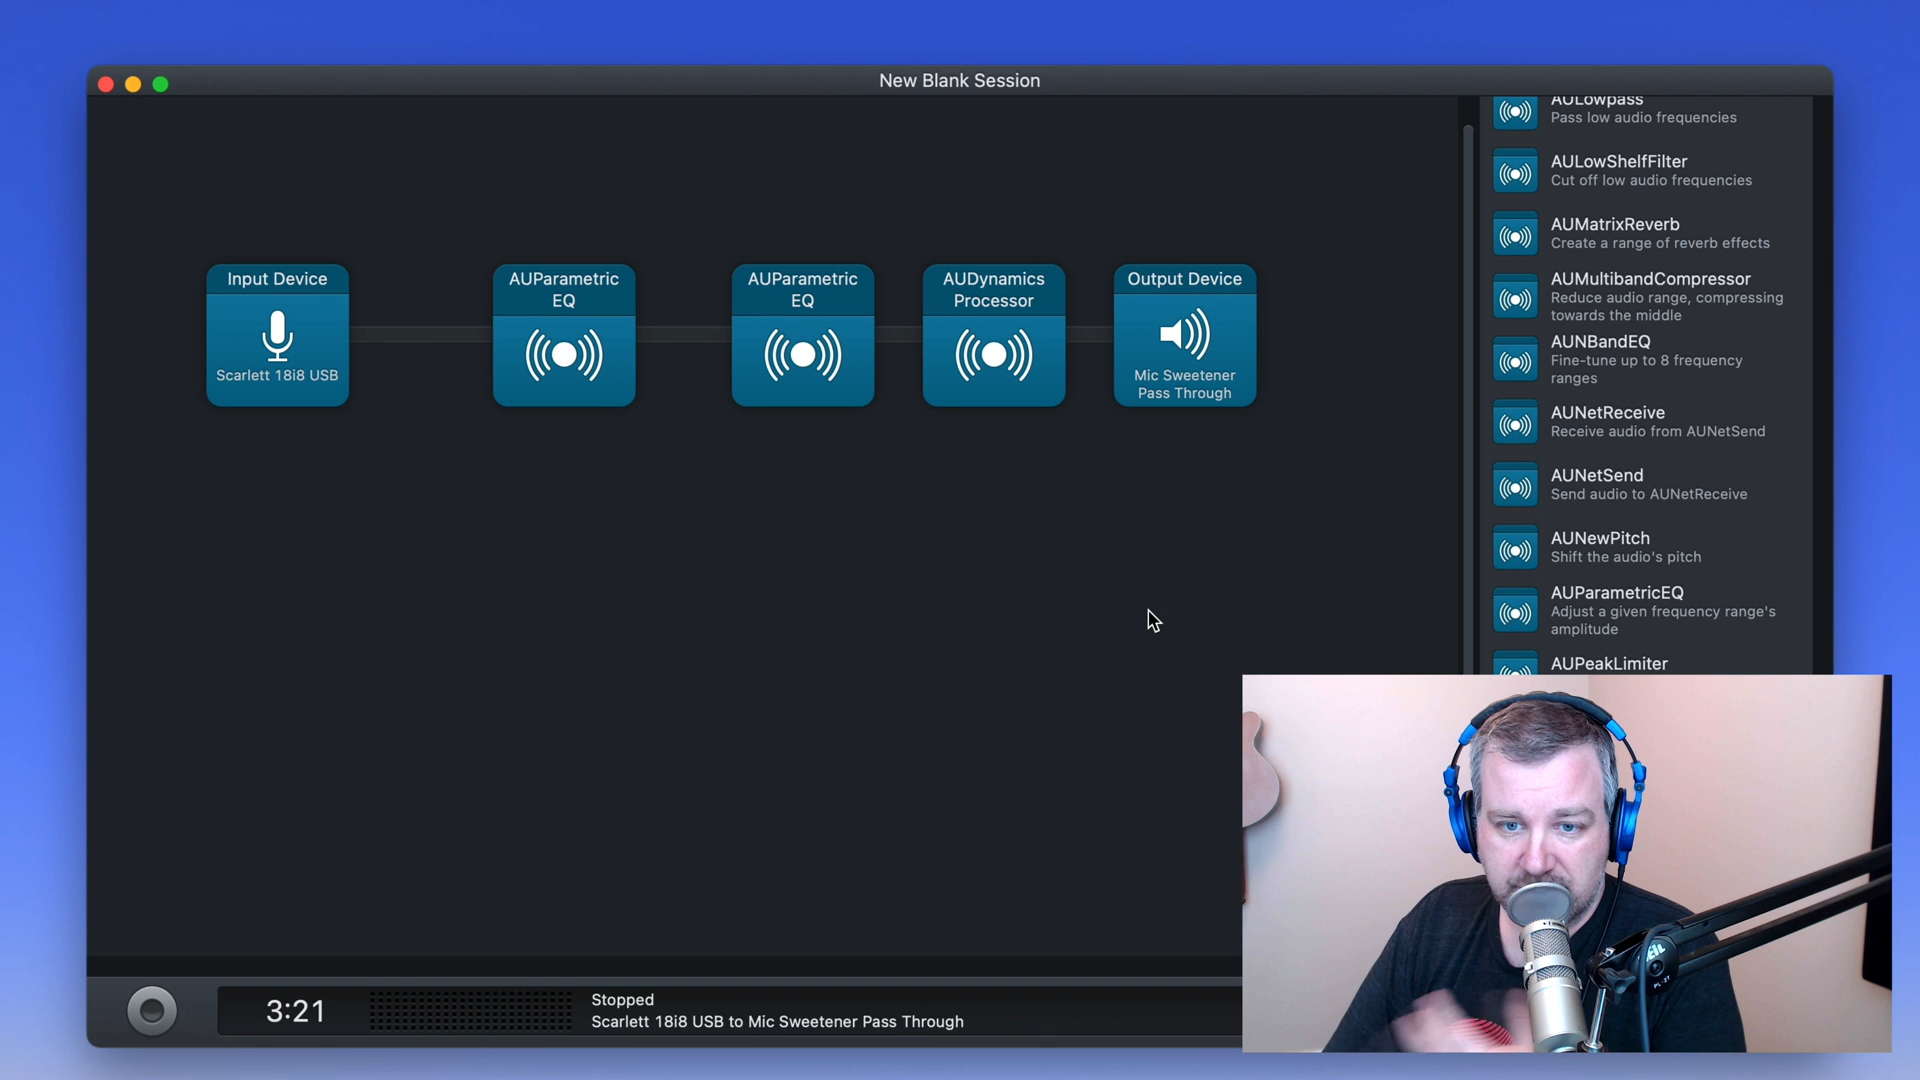 New Blank Session
Input Device
Scarlett 18i8 USB
AUParametric
EQ
AUParametric
EQ
AUDynamics
Processor
Output Device
Mic Sweetener
Pass Through
AULowpass
Pass low audio frequencies
AULowShelfFilter
Cut off low audio frequencies
AUMatrixReverb
Create a range of reverb effects
AUMultibandCompressor
Reduce audio range, compressing
towards the middle
AUNBandEQ
Fine-tune up to 8 frequency
ranges
AUNetReceive
Receive audio from AUNetSend
AUNetSend
Send audio to AUNetReceive
AUNewPitch
Shift the audio's pitch
AUParametricEQ
Adjust a given frequency range's
amplitude
AUPeakLimiter
3:21
Stopped
Scarlett 18i8 USB to Mic Sweetener Pass Through